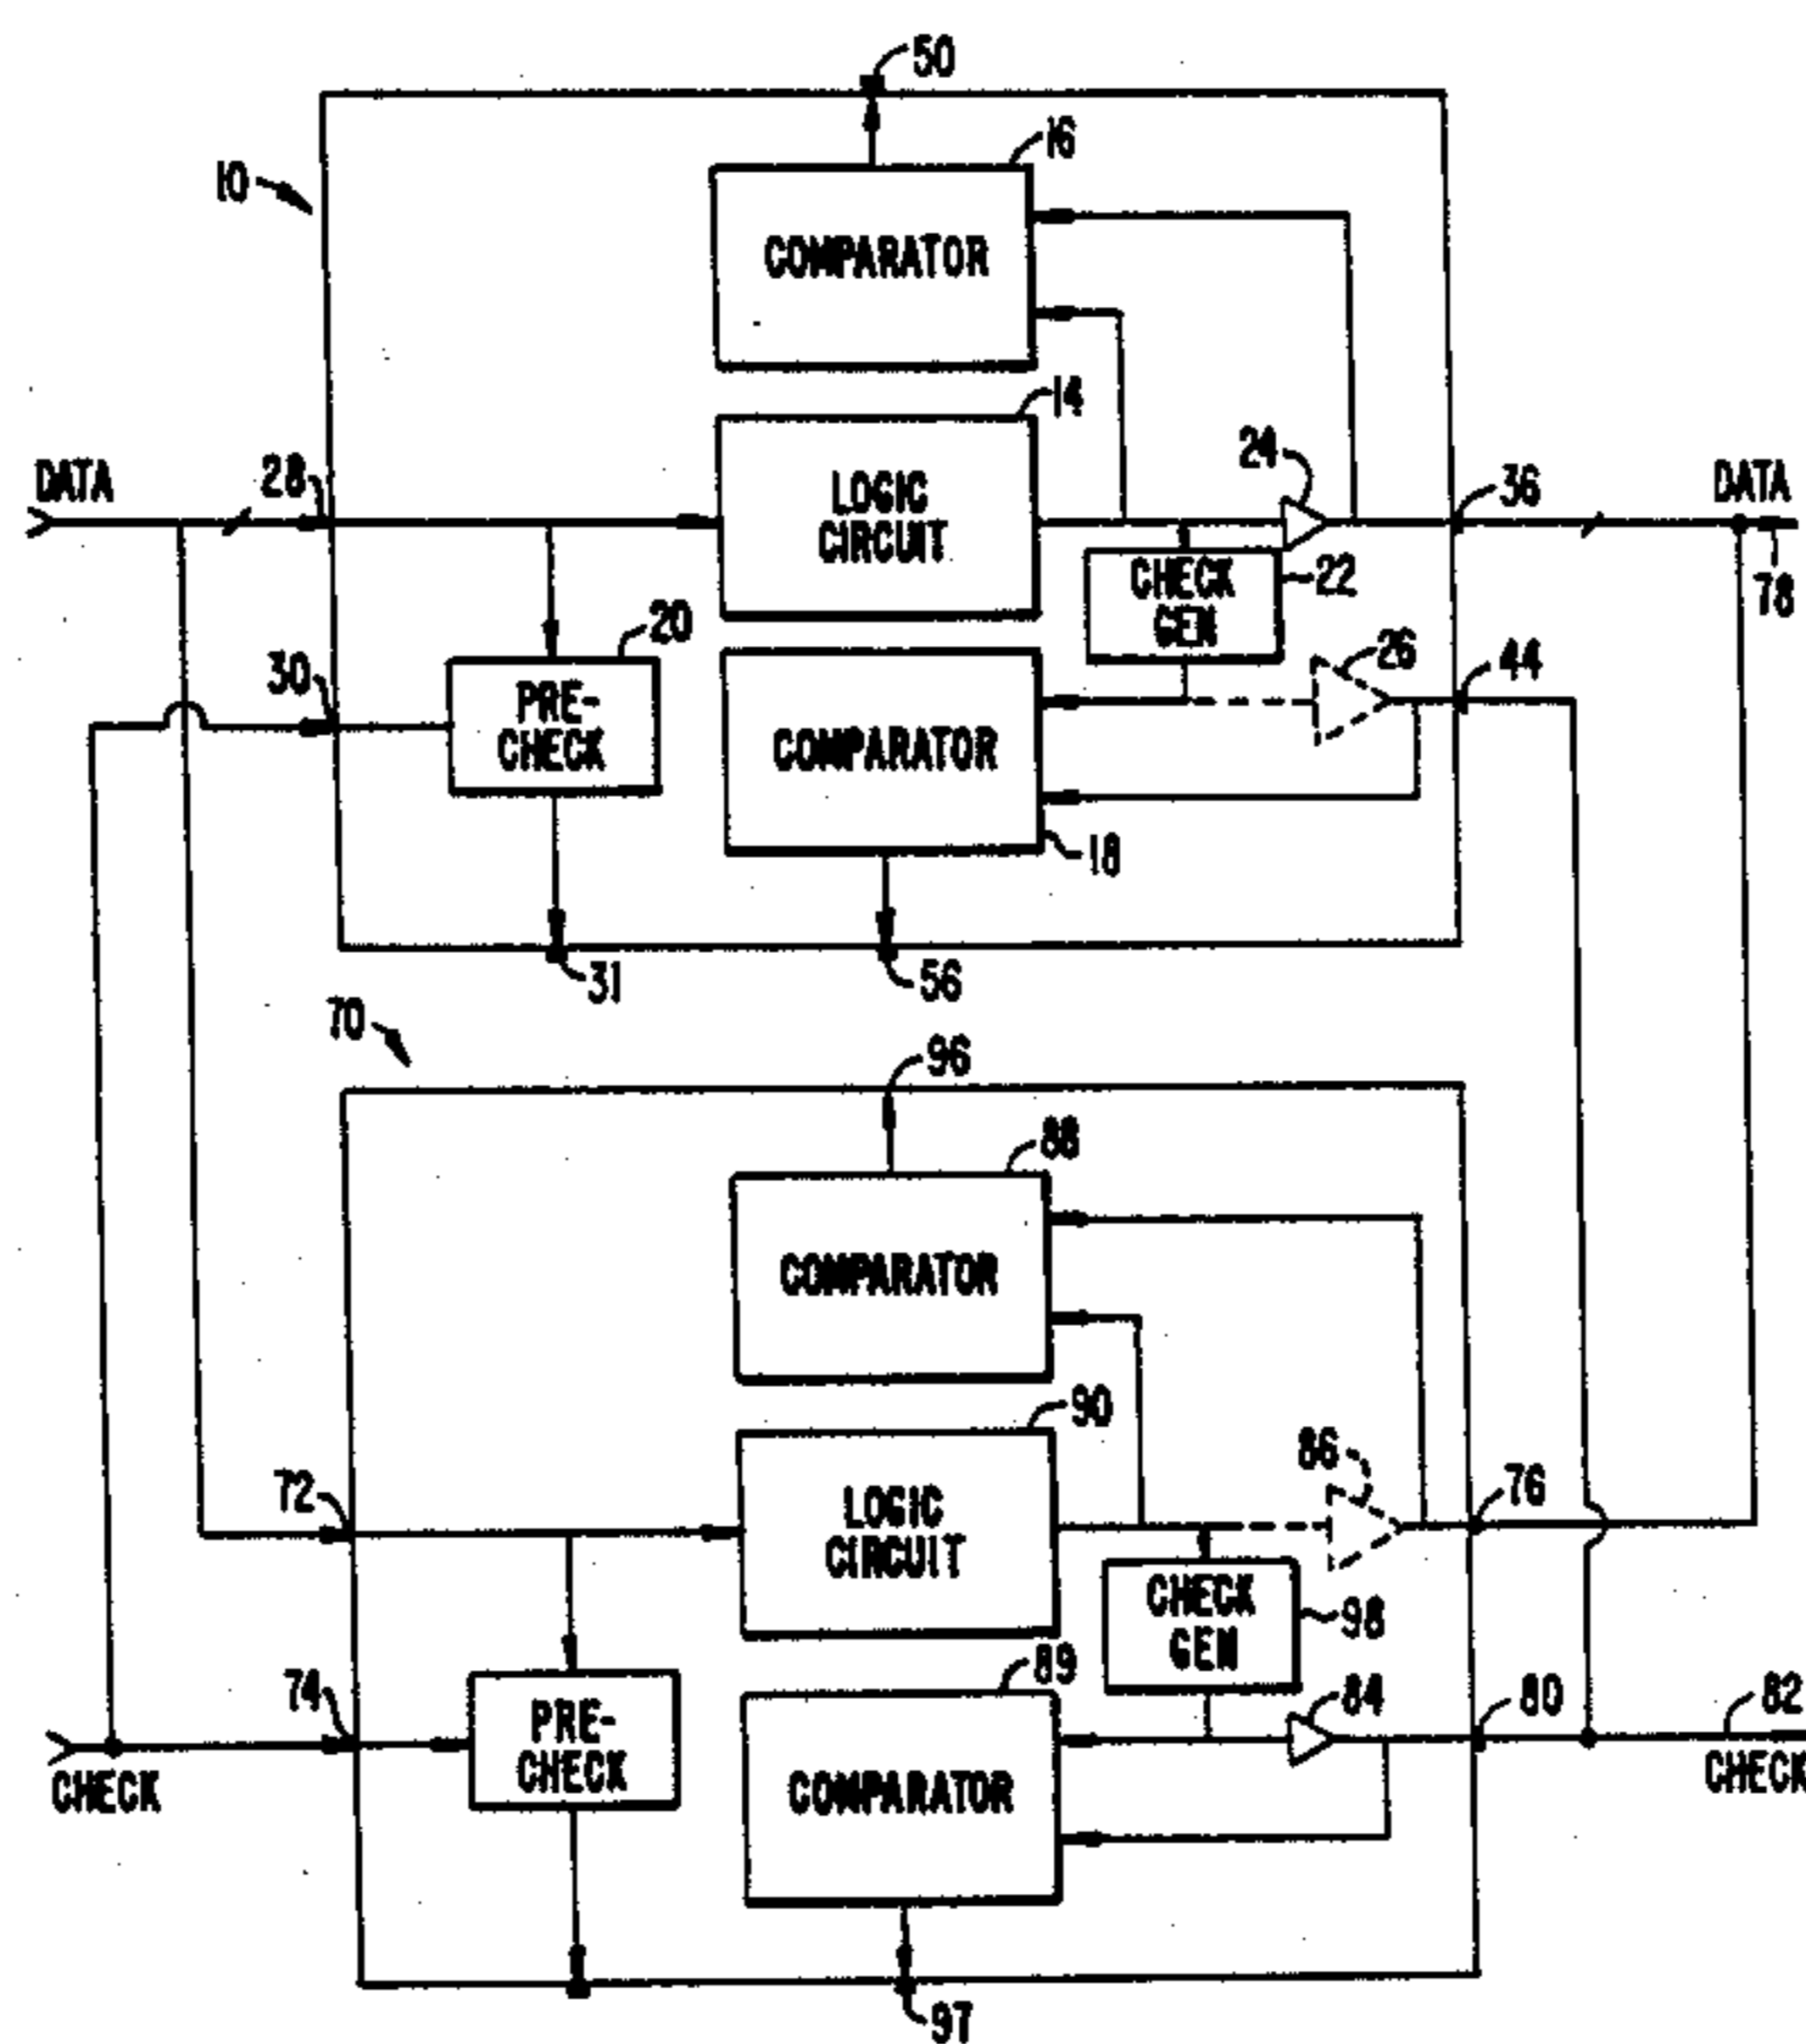 50
16
10
COMPARATOR
14
DATA
28
LOGIC
CIRCUIT
24
36
DATA
78
CHECK
GEN
22
20
30
PRE-
CHECK
26
44
COMPARATOR
18
31
56
70
96
88
COMPARATOR
90
72
LOGIC
CIRCUIT
86
76
CHECK
GEN
98
89
74
PRE-
CHECK
84
80
82
CHECK
COMPARATOR
CHECK
97